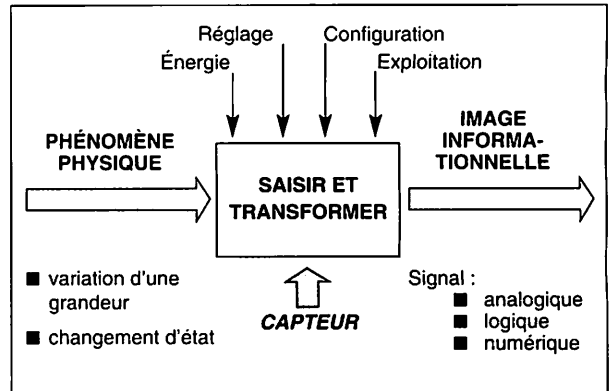 Réglage
Configuration
Énergie
Exploitation
PHÉNOMÈNE
PHYSIQUE
SAISIR ET
TRANSFORMER
IMAGE
INFORMA-
TIONNELLE
■ variation d'une
grandeur
■ changement d'état
CAPTEUR
Signal :
■ analogique
■ logique
■ numérique